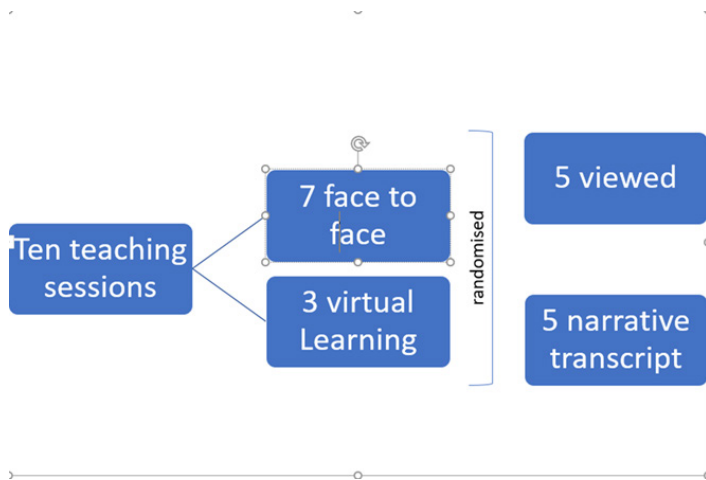 Ten teaching
sessions
7 face to
face
3 virtual
Learning
randomised
5 viewed
5 narrative
transcript